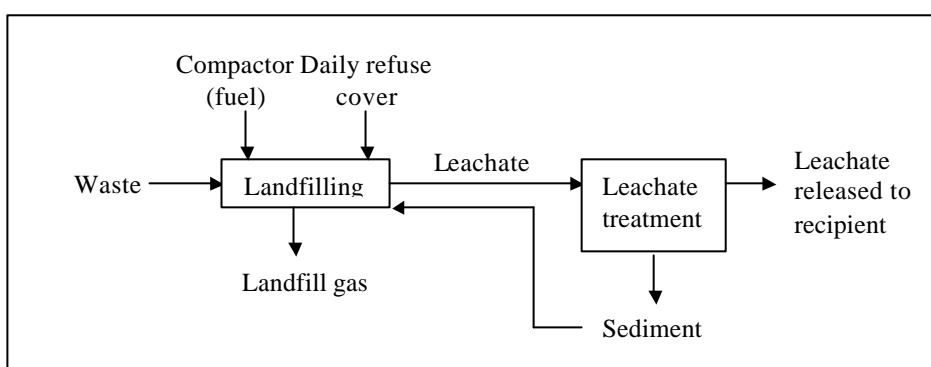 Compactor Daily refuse
(fuel) cover
Waste
Landfilling
Leachate
Leachate
treatment
Leachate
released to
recipient
Landfill gas
Sediment